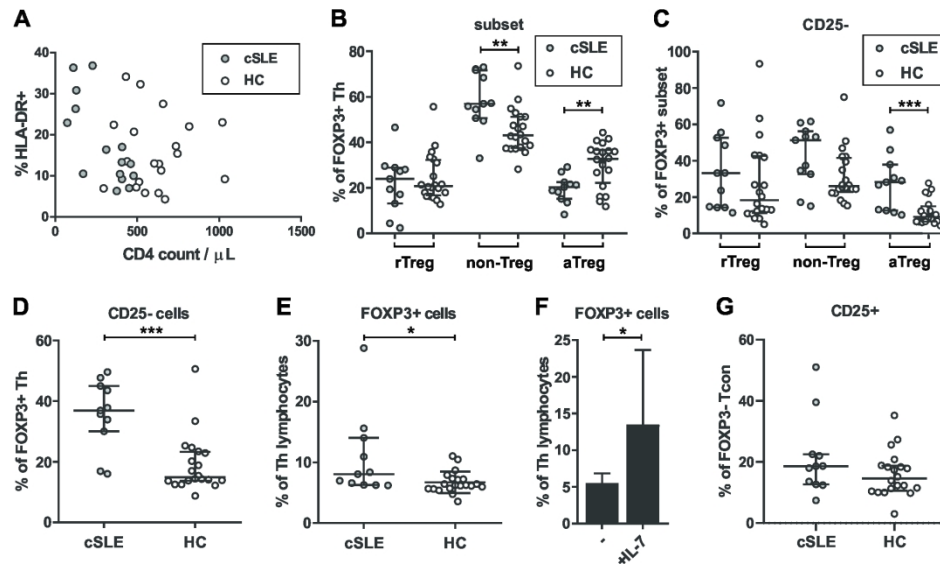 A
% HLA-DR+
40
30
20
10
0
0
500
1000
1500
CD4 count / μL
cSLE
HC
B
subset
% of FOXP3+ Th
80
60
40
20
0
**
**
cSLE
HC
rTreg
non-Treg
aTreg
C
CD25-
% of FOXP3+ subset
100
80
60
40
20
0
***
cSLE
HC
rTreg
non-Treg
aTreg
D
CD25- cells
***
% of FOXP3+ Th
60
40
20
0
cSLE
HC
E
FOXP3+ cells
*
% of Th lymphocytes
30
20
10
0
cSLE
HC
F
FOXP3+ cells
*
% of Th lymphocytes
25
20
15
10
5
0
-
+IL-7
G
CD25+
% of FOXP3- Tcon
60
40
20
0
cSLE
HC